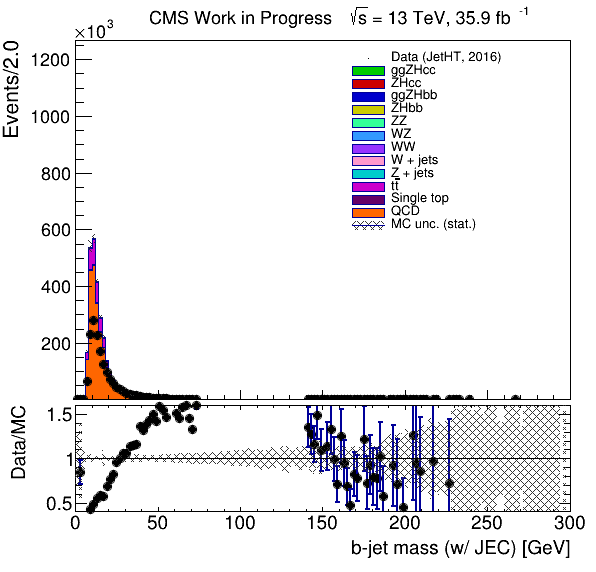 CMS Work in Progress √s = 13 TeV, 35.9 fb -1
×10³
Events/2.0
1200
1000
800
600
400
200
Data (JetHT, 2016)
ggZHcc
ZHcc
ggZHbb
ZHbb
ZZ
WZ
WW
W + jets
Z + jets
tt̄
Single top
QCD
MC unc. (stat.)
Data/MC
1.5
1
0.5
0 50 100 150 200 250 300
b-jet mass (w/ JEC) [GeV]